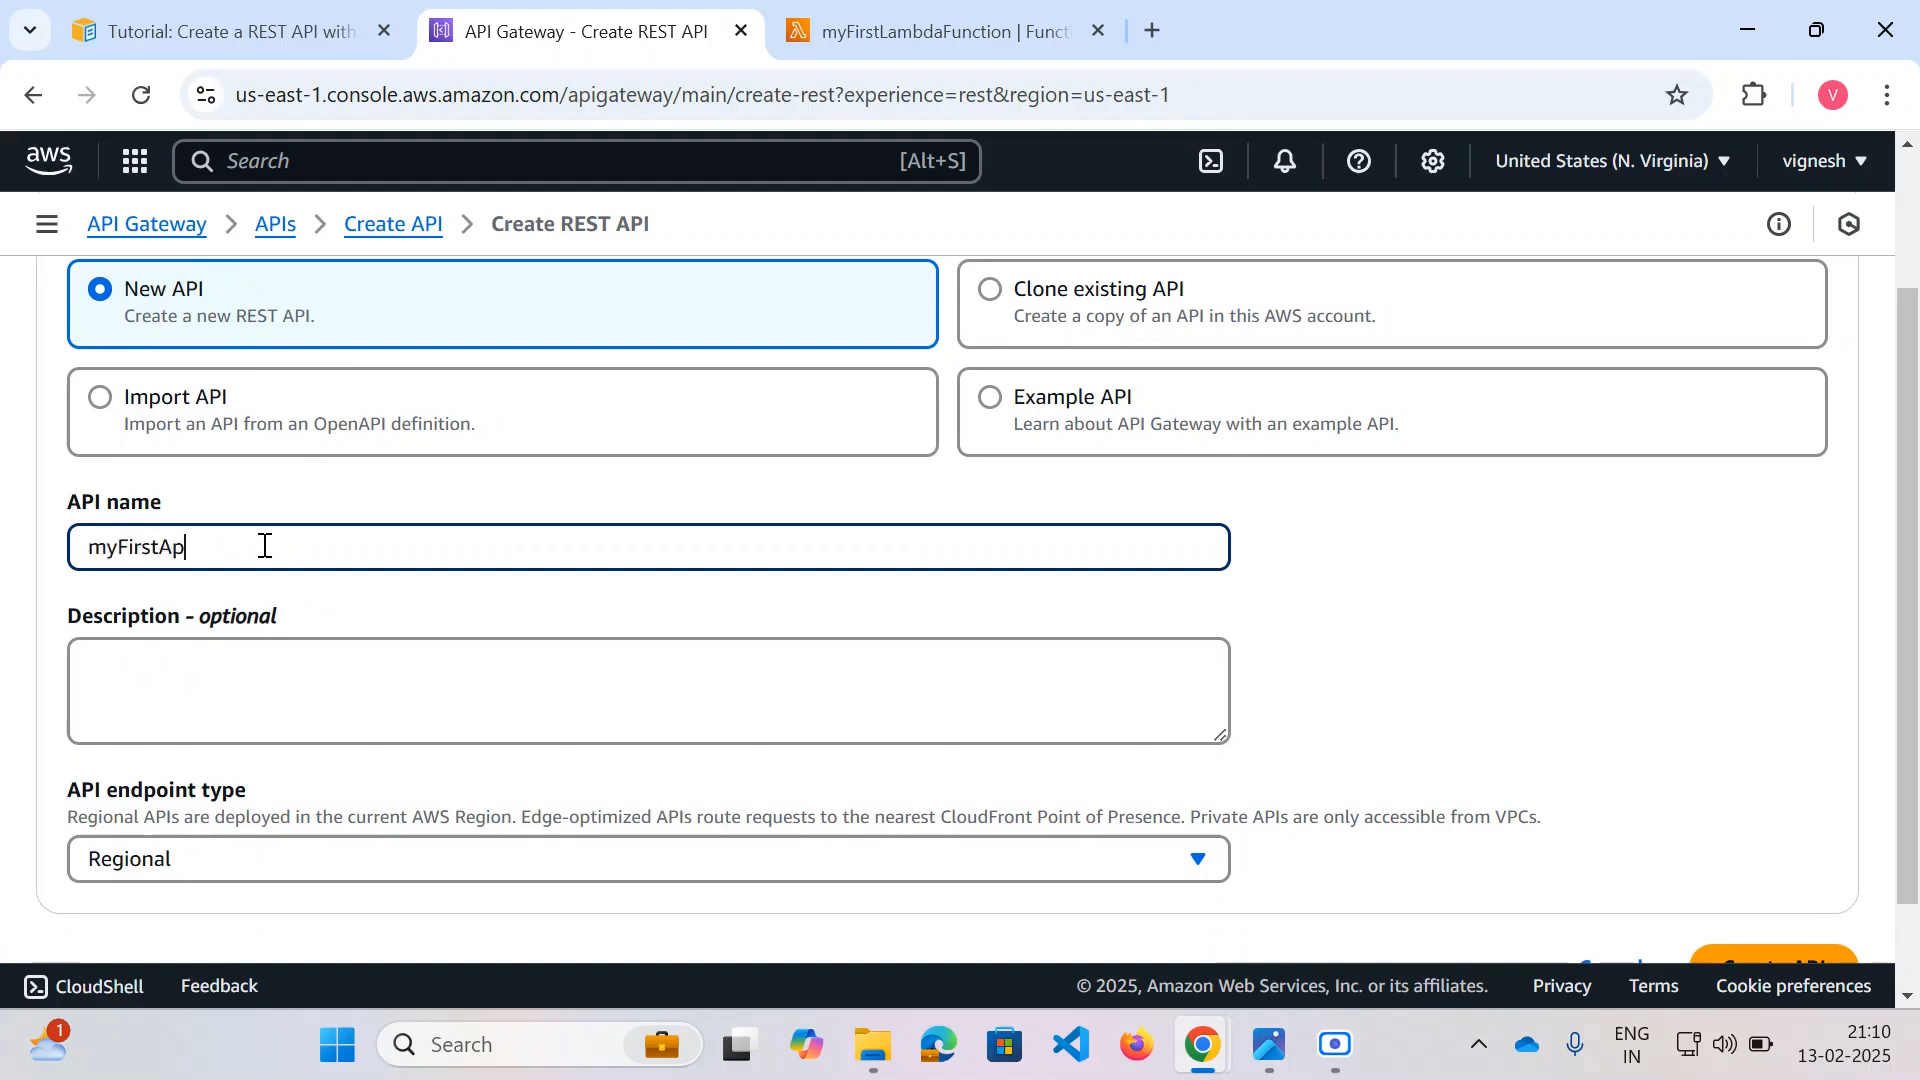 Tutorial: Create a REST API with
API Gateway - Create REST API
myFirstLambdaFunction | Functi
us-east-1.console.aws.amazon.com/apigateway/main/create-rest?experience=rest&region=us-east-1
V
aws
Search
[Alt+S]
United States (N. Virginia)
vignesh
API Gateway
APIs
Create API
Create REST API
New API
Create a new REST API.
Clone existing API
Create a copy of an API in this AWS account.
Import API
Import an API from an OpenAPI definition.
Example API
Learn about API Gateway with an example API.
API name
myFirstAp
Description - optional
API endpoint type
Regional APIs are deployed in the current AWS Region. Edge-optimized APIs route requests to the nearest CloudFront Point of Presence. Private APIs are only accessible from VPCs.
Regional
CloudShell
Feedback
© 2025, Amazon Web Services, Inc. or its affiliates.
Privacy
Terms
Cookie preferences
1
Search
ENG
IN
21:10
13-02-2025